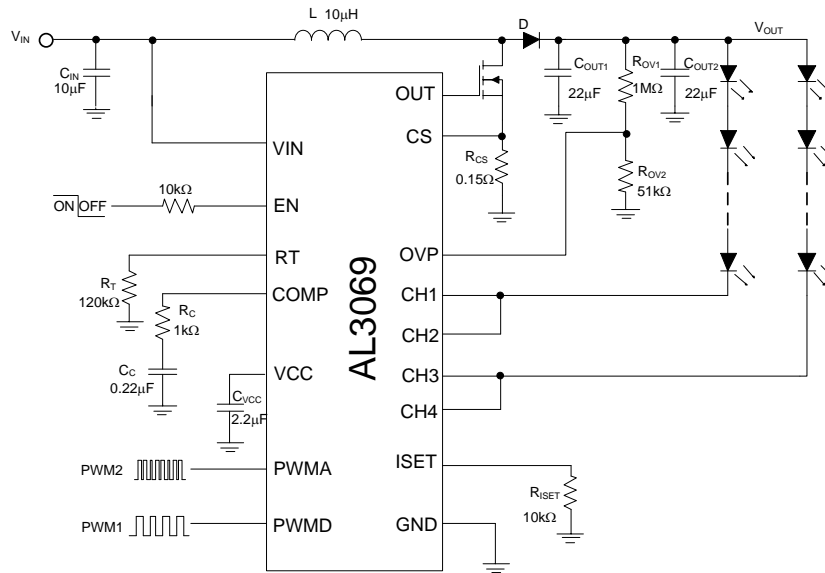 L 10μH
D
VIN
VOUT
CIN
10μF
COUT1
22μF
ROV1
1MΩ
COUT2
22μF
OUT
CS
RCS
0.15Ω
ROV2
51kΩ
VIN
10kΩ
ON OFF
EN
RT
OVP
RT
120kΩ
COMP
CH1
RC
1kΩ
CH2
AL3069
CC
0.22μF
VCC
CH3
CVCC
2.2μF
CH4
PWM2
PWMA
ISET
RISET
10kΩ
PWM1
PWMD
GND